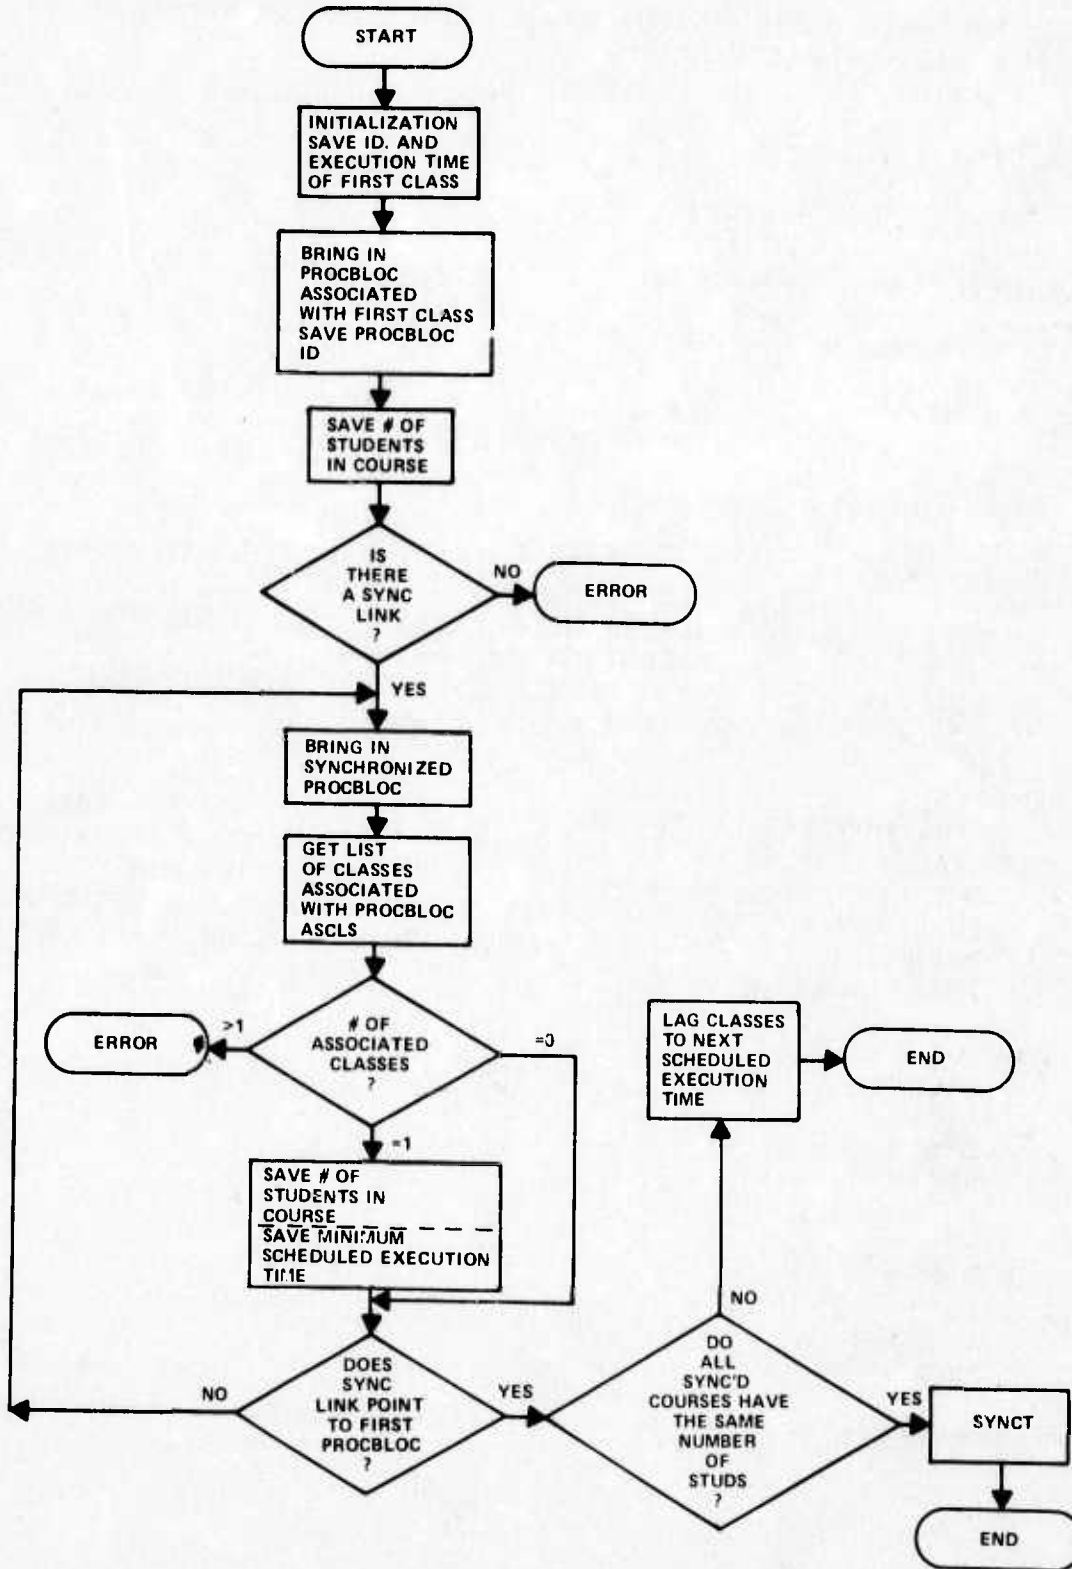 START
INITIALIZATION
SAVE ID. AND
EXECUTION TIME
OF FIRST CLASS
BRING IN
PROCBLOC
ASSOCIATED
WITH FIRST CLASS
SAVE PROCBLOC
ID
SAVE # OF
STUDENTS
IN COURSE
IS
THERE
A SYNC
LINK
?
NO
ERROR
YES
BRING IN
SYNCHRONIZED
PROCBLOC
GET LIST
OF CLASSES
ASSOCIATED
WITH PROCBLOC
ASCLS
# OF
ASSOCIATED
CLASSES
?
>1
ERROR
=0
=1
SAVE # OF
STUDENTS IN
COURSE
SAVE MINIMUM
SCHEDULED EXECUTION
TIME
DOES
SYNC
LINK POINT
TO FIRST
PROCBLOC
?
NO
YES
DO
ALL
SYNC'D
COURSES HAVE
THE SAME
NUMBER
OF
STUDS
?
NO
LAG CLASSES
TO NEXT
SCHEDULED
EXECUTION
TIME
END
YES
SYNCT
END